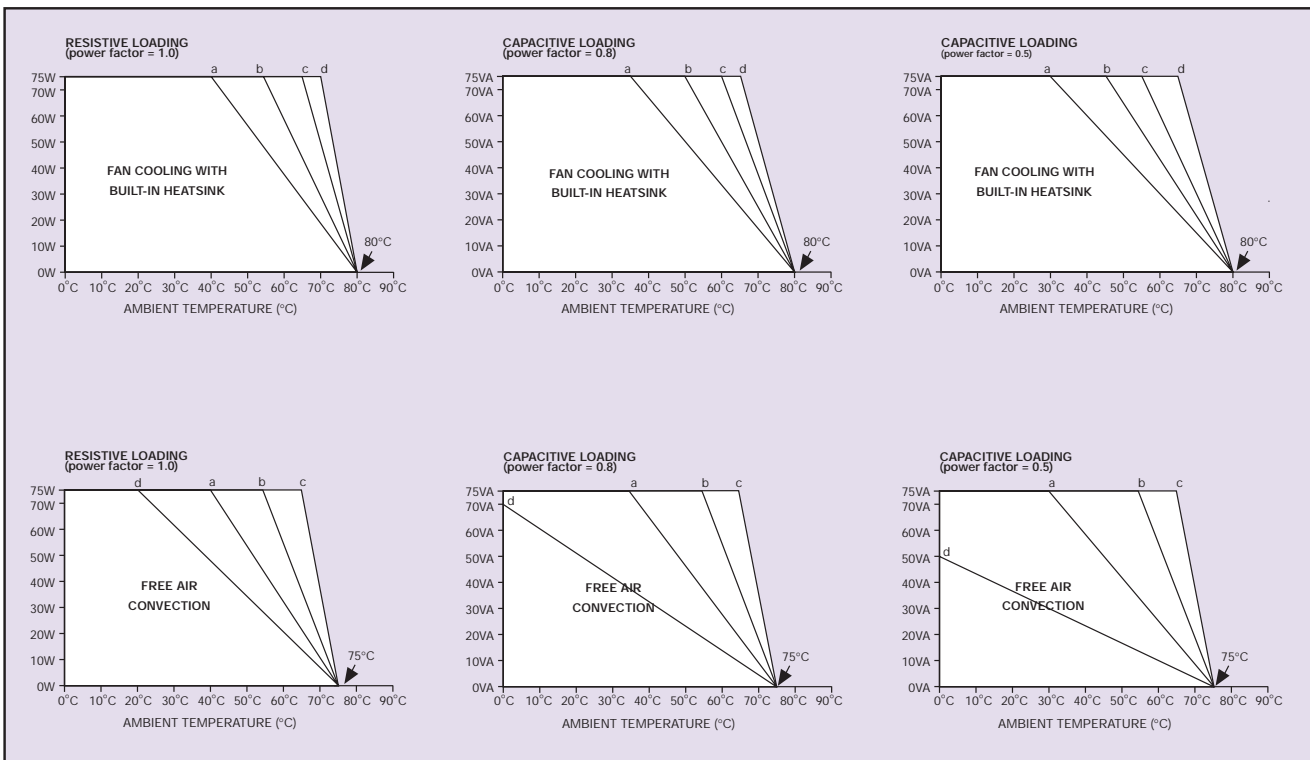 RESISTIVE LOADING
(power factor = 1.0)
a b c d
75W
70W
60W
50W
40W
30W
20W
10W
0W
FAN COOLING WITH
BUILT-IN HEATSINK
80°C
0°C 10°C 20°C 30°C 40°C 50°C 60°C 70°C 80°C 90°C
AMBIENT TEMPERATURE (°C)
CAPACITIVE LOADING
(power factor = 0.8)
a b c d
75VA
70VA
60VA
50VA
40VA
30VA
20VA
10VA
0VA
FAN COOLING WITH
BUILT-IN HEATSINK
80°C
0°C 10°C 20°C 30°C 40°C 50°C 60°C 70°C 80°C 90°C
AMBIENT TEMPERATURE (°C)
CAPACITIVE LOADING
(power factor = 0.5)
a b c d
75VA
70VA
60VA
50VA
40VA
30VA
20VA
10VA
0VA
FAN COOLING WITH
BUILT-IN HEATSINK
80°C
0°C 10°C 20°C 30°C 40°C 50°C 60°C 70°C 80°C 90°C
AMBIENT TEMPERATURE (°C)
RESISTIVE LOADING
(power factor = 1.0)
d a b c
75W
70W
60W
50W
40W
30W
20W
10W
0W
FREE AIR
CONVECTION
75°C
0°C 10°C 20°C 30°C 40°C 50°C 60°C 70°C 80°C 90°C
AMBIENT TEMPERATURE (°C)
CAPACITIVE LOADING
(power factor = 0.8)
a b c
75VA
70VA
d
60VA
50VA
40VA
30VA
20VA
10VA
0VA
FREE AIR
CONVECTION
75°C
0°C 10°C 20°C 30°C 40°C 50°C 60°C 70°C 80°C 90°C
AMBIENT TEMPERATURE (°C)
CAPACITIVE LOADING
(power factor = 0.5)
a b c
75VA
70VA
60VA
50VA
d
40VA
30VA
20VA
10VA
0VA
FREE AIR
CONVECTION
75°C
0°C 10°C 20°C 30°C 40°C 50°C 60°C 70°C 80°C 90°C
AMBIENT TEMPERATURE (°C)